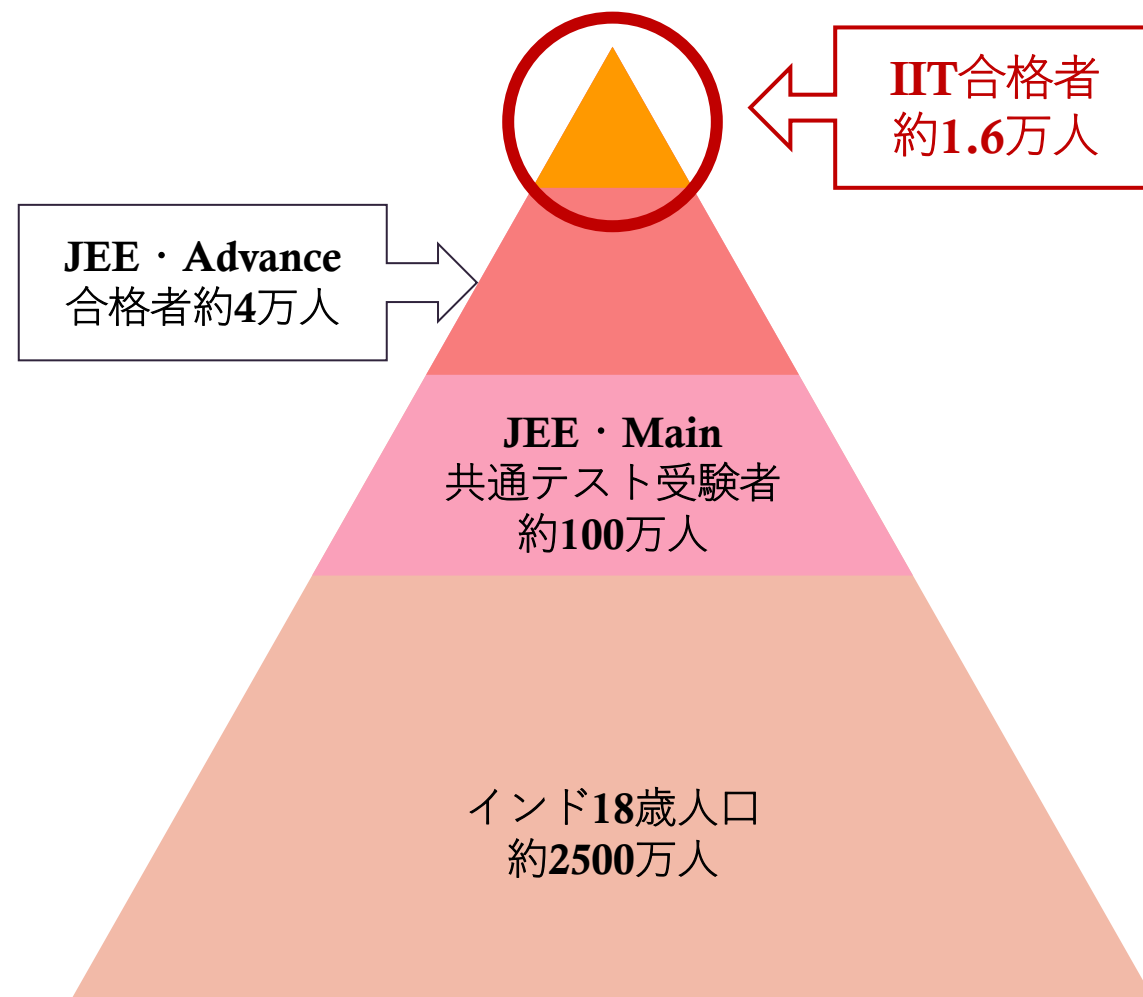 IIT合格者
約1.6万人
JEE・Advance
合格者約4万人
JEE・Main
共通テスト受験者
約100万人
インド18歳人口
約2500万人